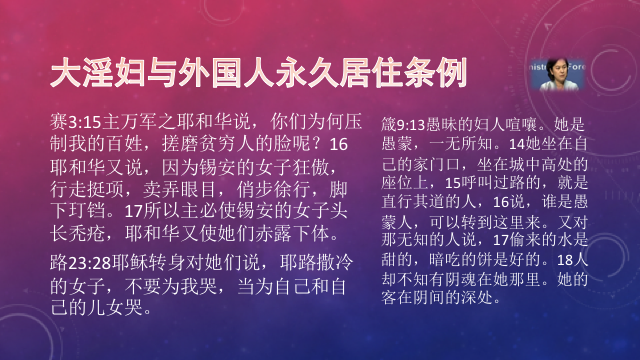 大淫妇与外国人永久居住条例
nistr
Fore
赛3:15主万军之耶和华说，你们为何压
制我的百姓，搓磨贫穷人的脸呢？16
耶和华又说，因为锡安的女子狂傲，
行走挺项，卖弄眼目，俏步徐行，脚
下玎铛。17所以主必使锡安的女子头
长秃疮，耶和华又使她们赤露下体。
路23:28耶稣转身对她们说，耶路撒冷
的女子，不要为我哭，当为自己和自
己的儿女哭。
箴9:13愚昧的妇人喧嚷。她是
愚蒙，一无所知。14她坐在自
己的家门口，坐在城中高处的
座位上，15呼叫过路的，就是
直行其道的人，16说，谁是愚
蒙人，可以转到这里来。又对
那无知的人说，17偷来的水是
甜的，暗吃的饼是好的。18人
却不知有阴魂在她那里。她的
客在阴间的深处。